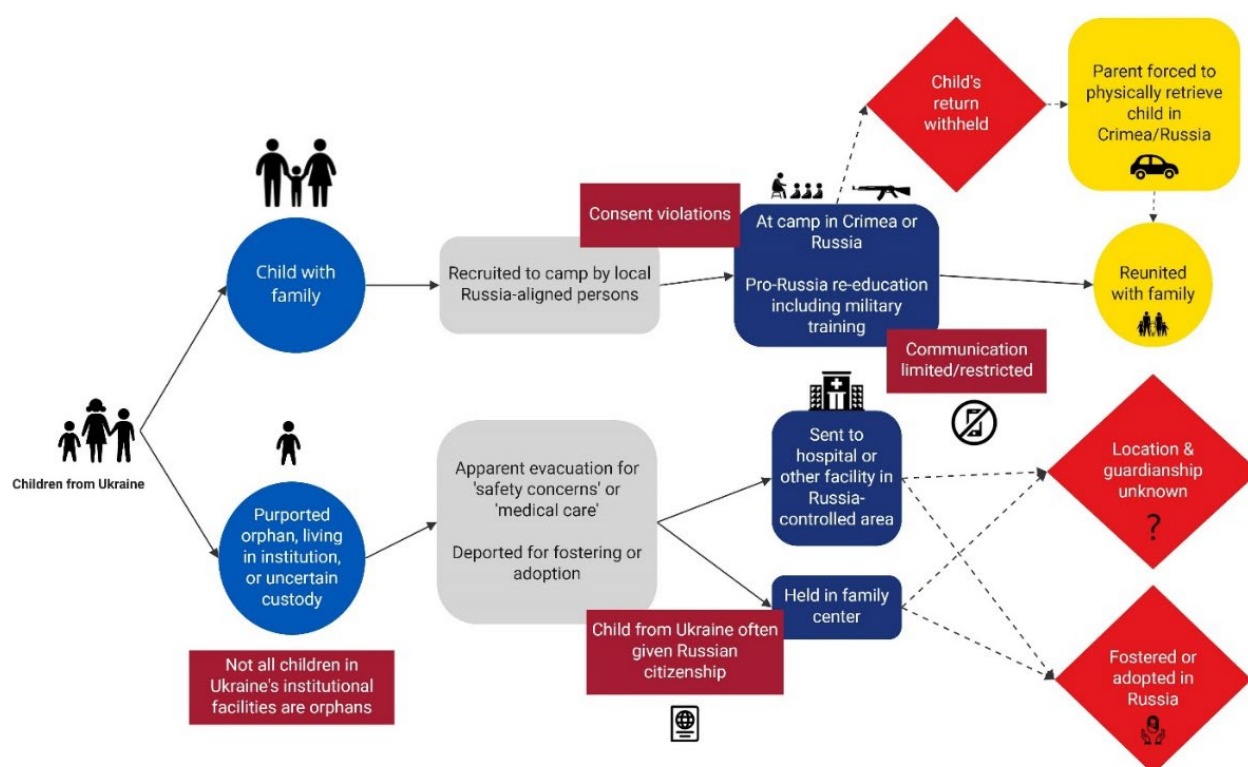 Child's
return
withheld
Parent forced to
physically retrieve
child in
Crimea/Russia
Consent violations
Child with
family
Recruited to camp by local
Russia-aligned persons
At camp in Crimea or
Russia
Pro-Russia re-education
including military
training
Reunited
with family
Communication
limited/restricted
Children from Ukraine
Purported
orphan, living
in institution,
or uncertain
custody
Apparent evacuation for
'safety concerns' or
'medical care'
Deported for fostering or
adoption
Sent to
hospital or
other facility in
Russia-
controlled area
Location &
guardianship
unknown
?
Held in family
center
Not all children in
Ukraine's institutional
facilities are orphans
Child from Ukraine often
given Russian
citizenship
Fostered or
adopted in
Russia